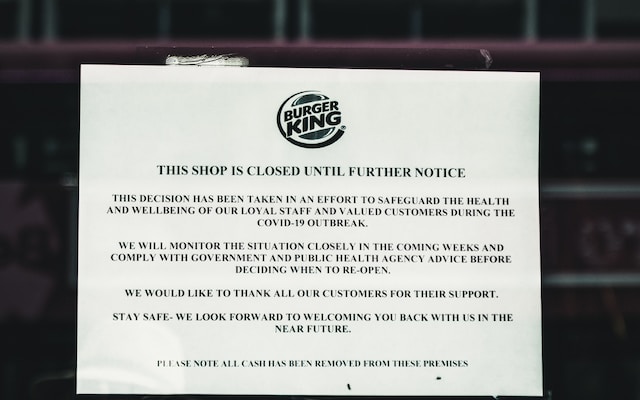 BURGER
KING
THIS SHOP IS CLOSED UNTIL FURTHER NOTICE
THIS DECISION HAS BEEN TAKEN IN AN EFFORT TO SAFEGUARD THE HEALTH
AND WELLBEING OF OUR LOYAL STAFF AND VALUED CUSTOMERS DURING THE
COVID-19 OUTBREAK.
WE WILL MONITOR THE SITUATION CLOSELY IN THE COMING WEEKS AND
COMPLY WITH GOVERNMENT AND PUBLIC HEALTH AGENCY ADVICE BEFORE
DECIDING WHEN TO RE-OPEN.
WE WOULD LIKE TO THANK ALL OUR CUSTOMERS FOR THEIR SUPPORT.
STAY SAFE- WE LOOK FORWARD TO WELCOMING YOU BACK WITH US IN THE
NEAR FUTURE.
PLEASE NOTE ALL CASH HAS BEEN REMOVED FROM THESE PREMISES